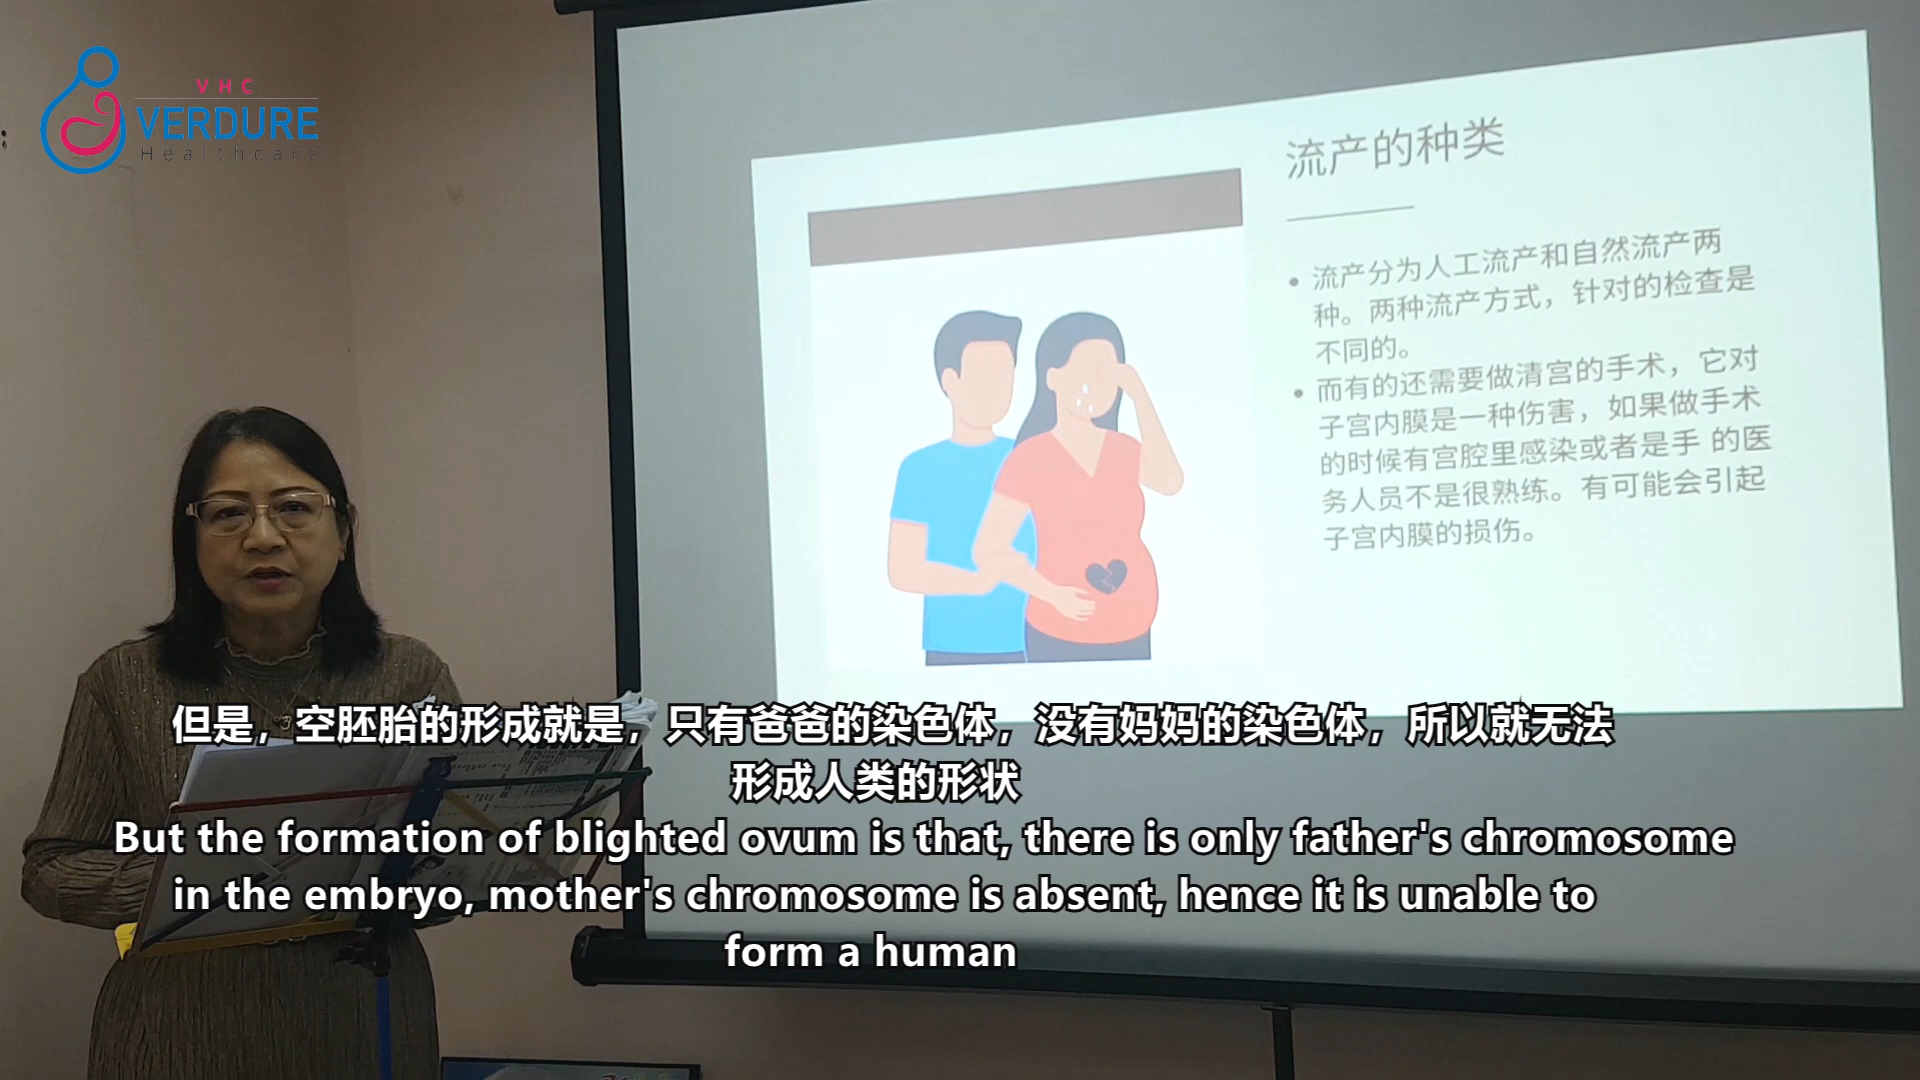 VHC
VERDURE
Healthcare
流产的种类
• 流产分为人工流产和自然流产两
种。两种流产方式，针对的检查是
不同的。
• 而有的还需要做清宫的手术，它对
子宫内膜是一种伤害，如果做手术
的时候有宫腔里感染或者是手 的医
务人员不是很熟练。有可能会引起
子宫内膜的损伤。
但是，空胚胎的形成就是，只有爸爸的染色体，没有妈妈的染色体，所以就无法
形成人类的形状
But the formation of blighted ovum is that, there is only father's chromosome
in the embryo, mother's chromosome is absent, hence it is unable to
form a human